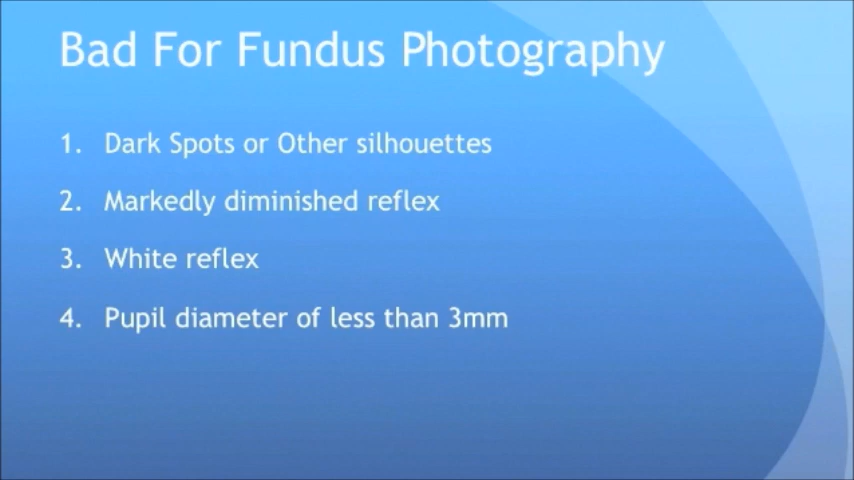 Bad For Fundus Photography
1. Dark Spots or Other silhouettes
2. Markedly diminished reflex
3. White reflex
4. Pupil diameter of less than 3mm